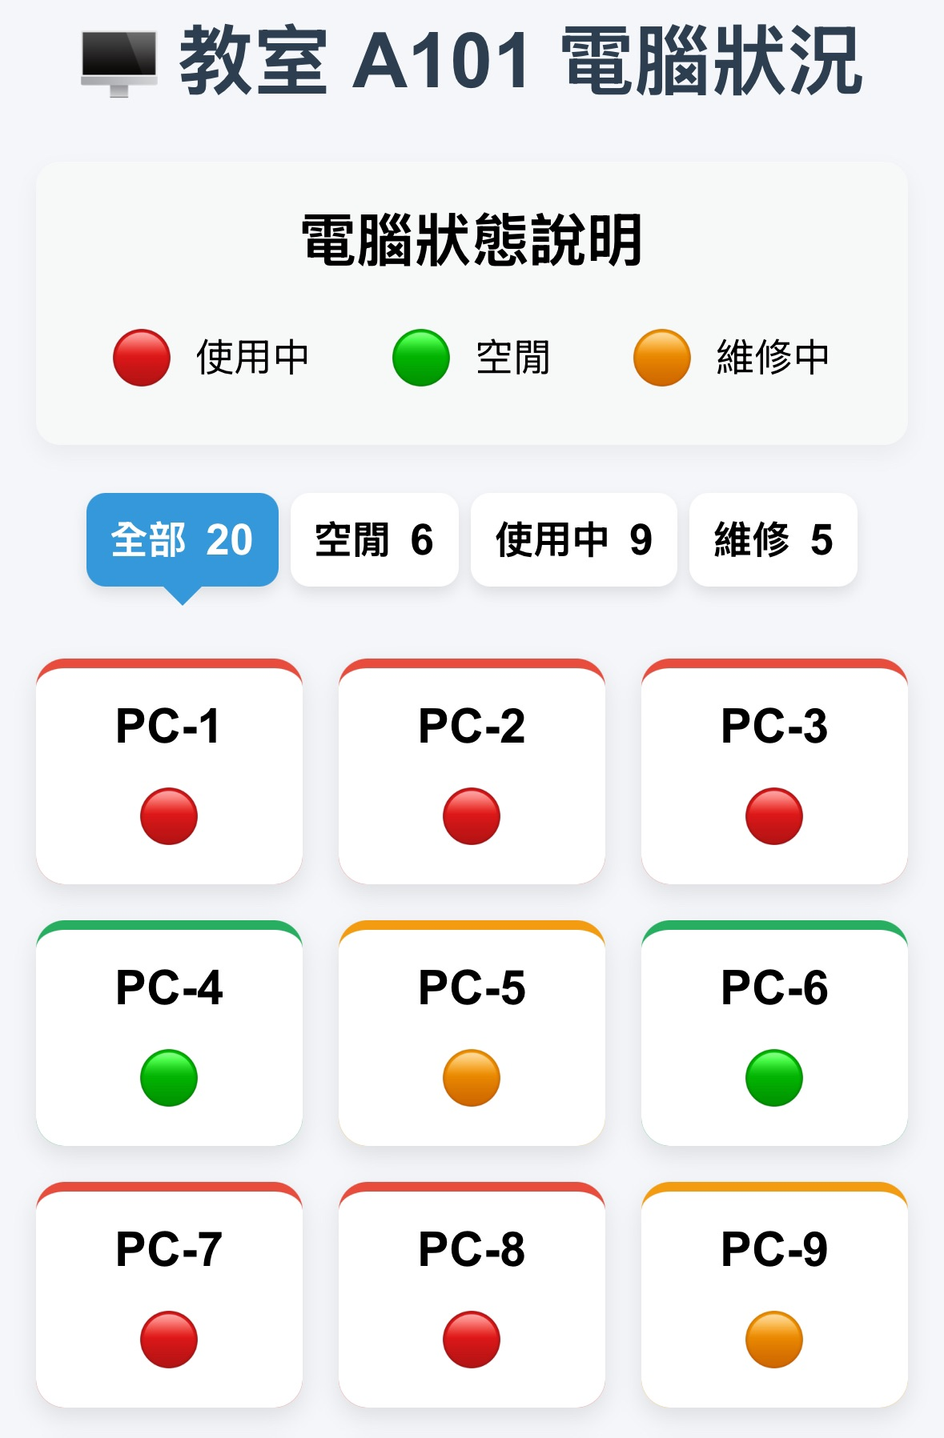 教室 A101 電腦狀況
電腦狀態說明
使用中 空閒 維修中
全部 20 空閒 6 使用中 9 維修 5
PC-1 PC-2 PC-3
PC-4 PC-5 PC-6
PC-7 PC-8 PC-9